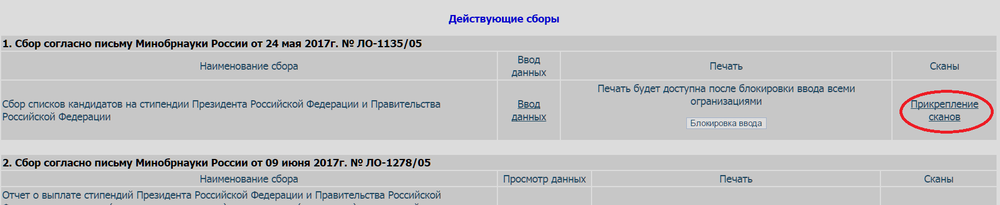 Действующие сборы
1. Сбор согласно письму Минобрнауки России от 24 мая 2017г. № ЛО-1135/05
Наименование сбора
Ввод
данных
Печать
Сканы
Сбор списков кандидатов на стипендии Президента Российской Федерации и Правительства
Российской Федерации
Ввод
данных
Печать будет доступна после блокировки ввода всеми
огранизациями
Блокировка ввода
Прикрепление
сканов
2. Сбор согласно письму Минобрнауки России от 09 июня 2017г. № ЛО-1278/05
Наименование сбора
Просмотр данных
Печать
Сканы
Отчет о выплате стипендий Президента Российской Федерации и Правительства Российской